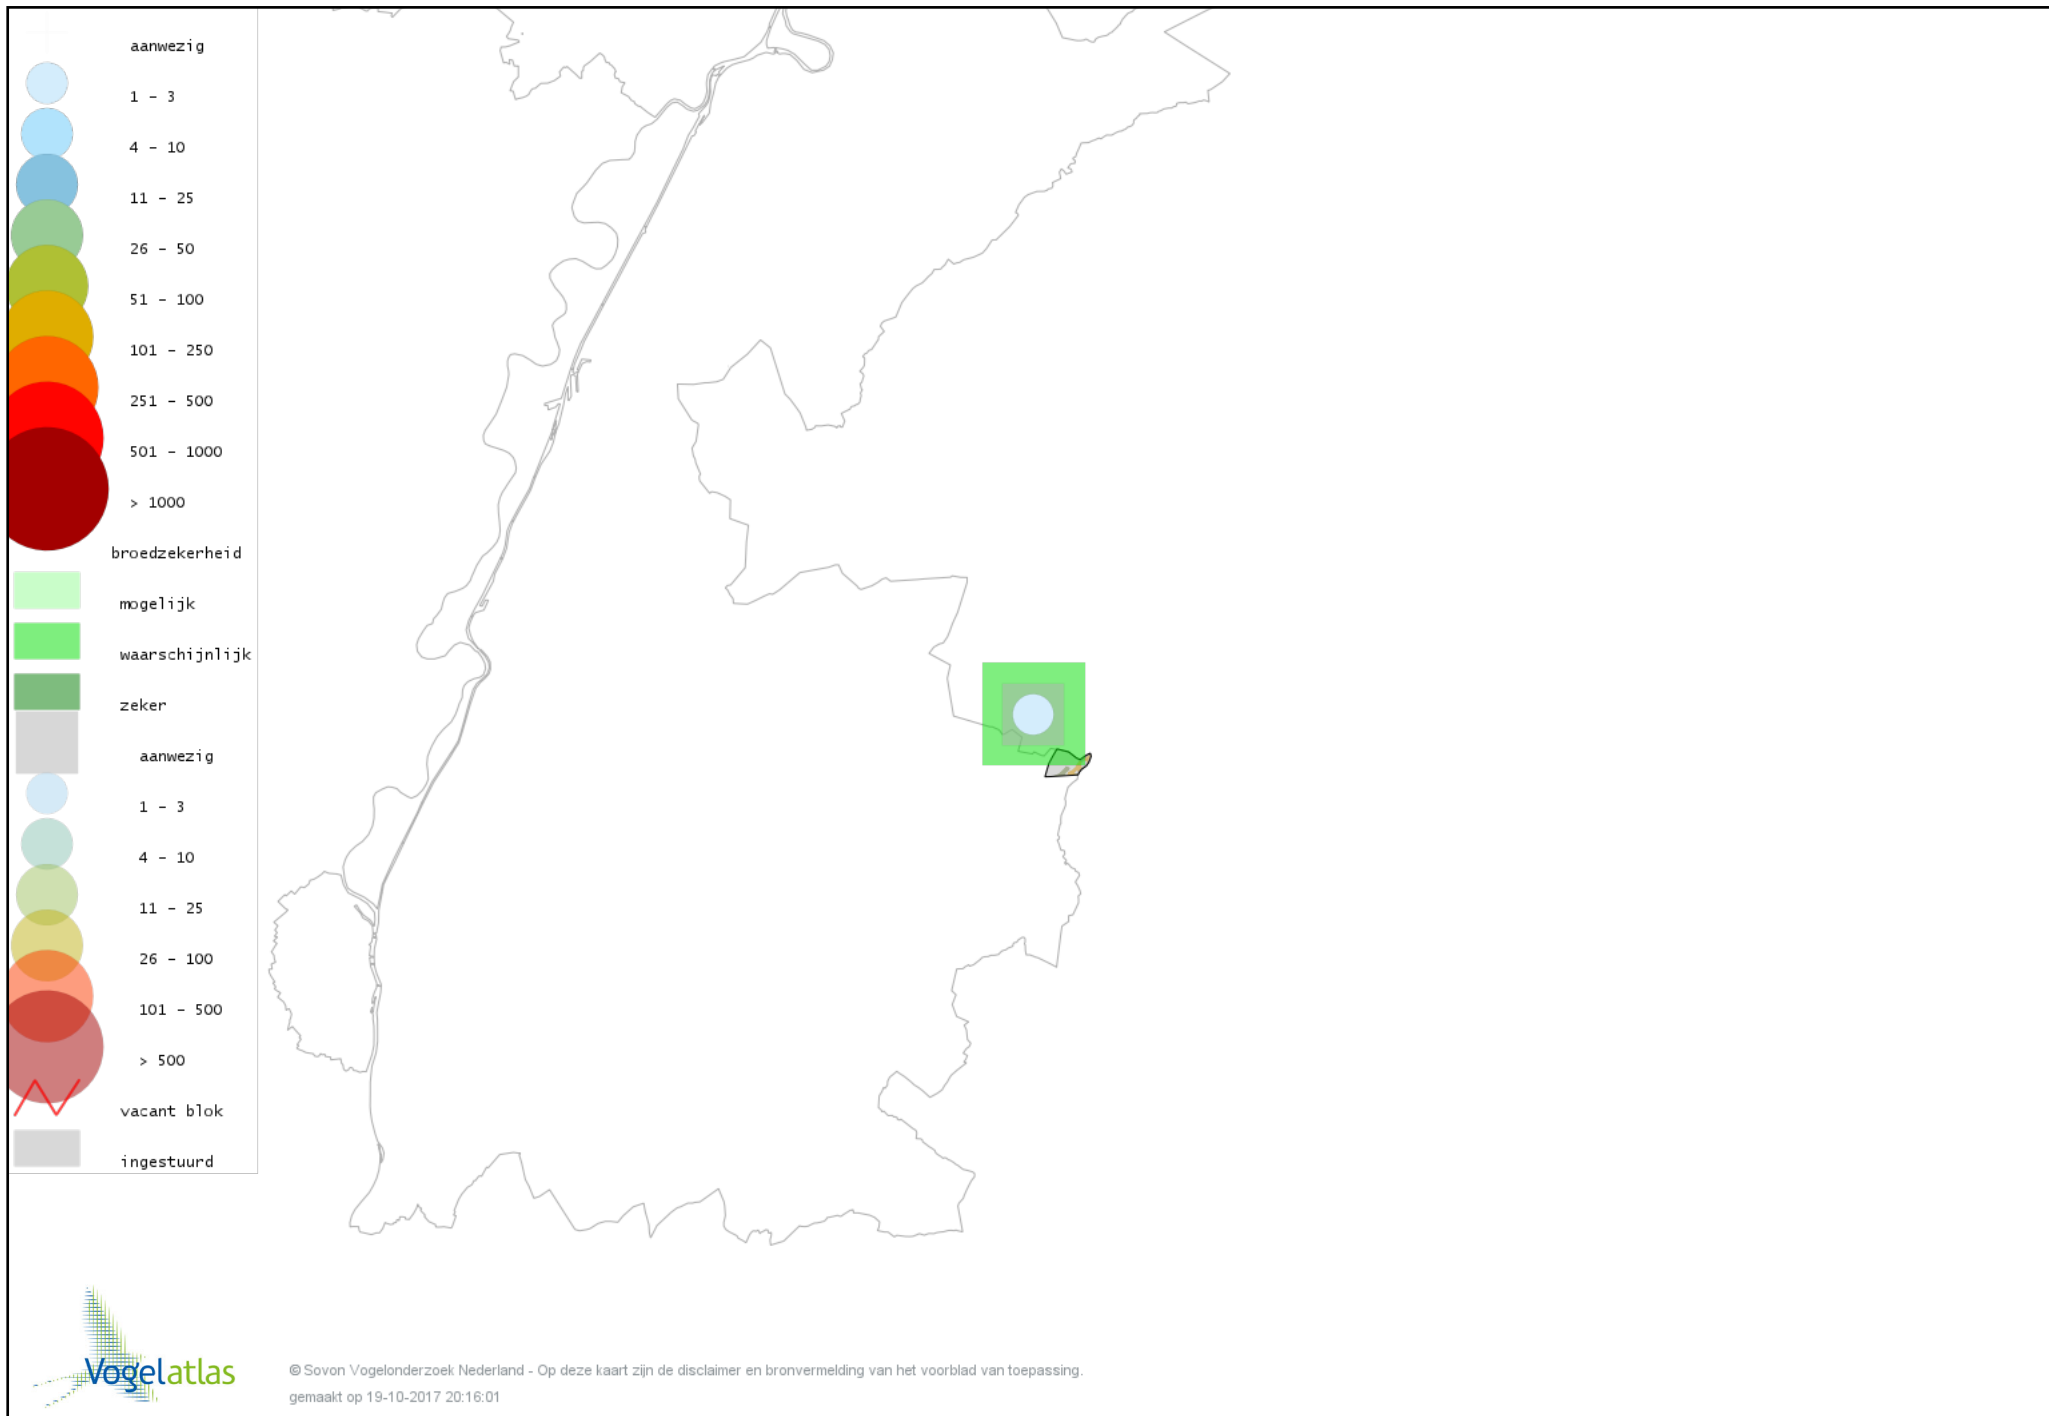 aanwezig
1 - 3
4 - 10
11 - 25
26 - 50
51 - 100
101 - 250
251 - 500
501 - 1000
> 1000
broedzekerheid
mogelijk
waarschijnlijk
zeker
aanwezig
1 - 3
4 - 10
11 - 25
26 - 100
101 - 500
> 500
vacant blok
ingestuurd
Vogelatlas
© Sovon Vogelonderzoek Nederland - Op deze kaart zijn de disclaimer en bronvermelding van het voorblad van toepassing.
gemaakt op 19-10-2017 20:16:01